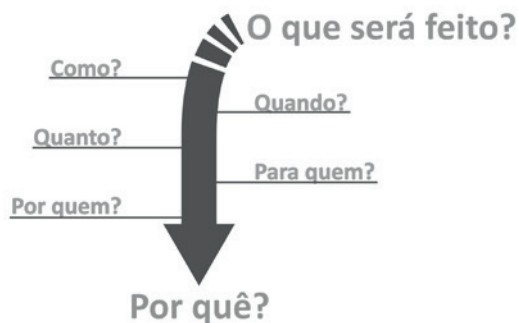 O que será feito?
Como?
Quando?
Quanto?
Para quem?
Por quem?
Por quê?